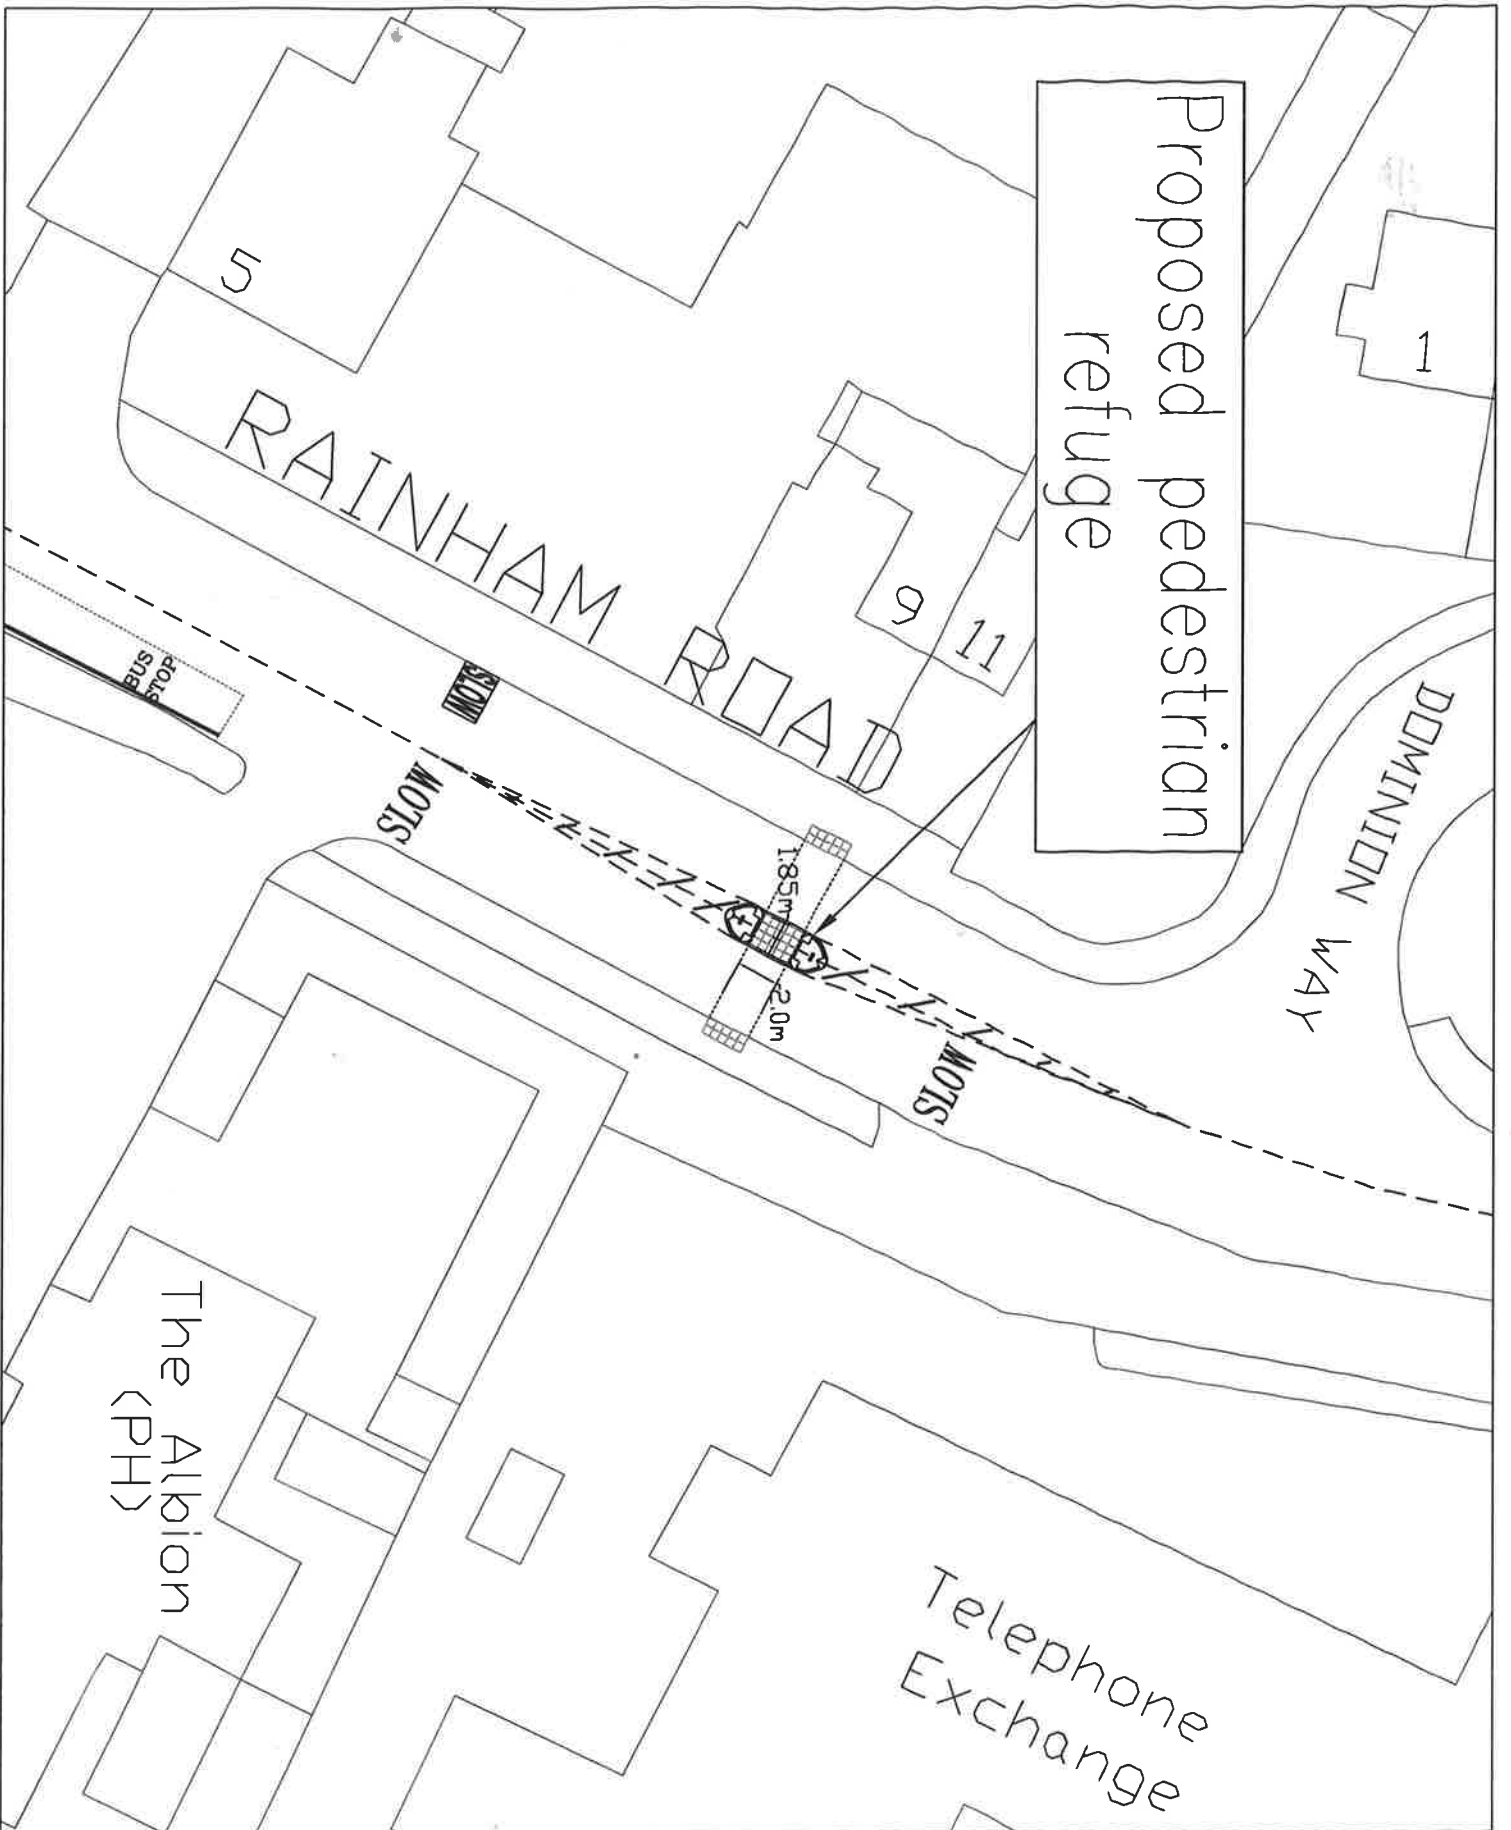 Proposed pedestrian
refuge
1
5
9
11
RAINHAM ROAD
DOMINION WAY
BUS
STOP
SLOW
SLOW
1.85m
2.0m
SLOW
The Albion
(PH)
Telephone
Exchange